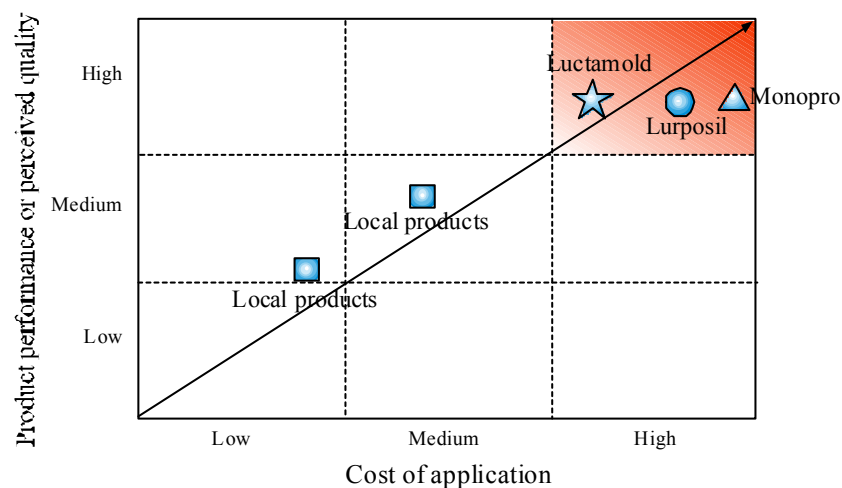 Product performance or perceived quality
High
Medium
Low
Luctamold
Monopro
Lurposil
Local products
Local products
Low
Medium
High
Cost of application